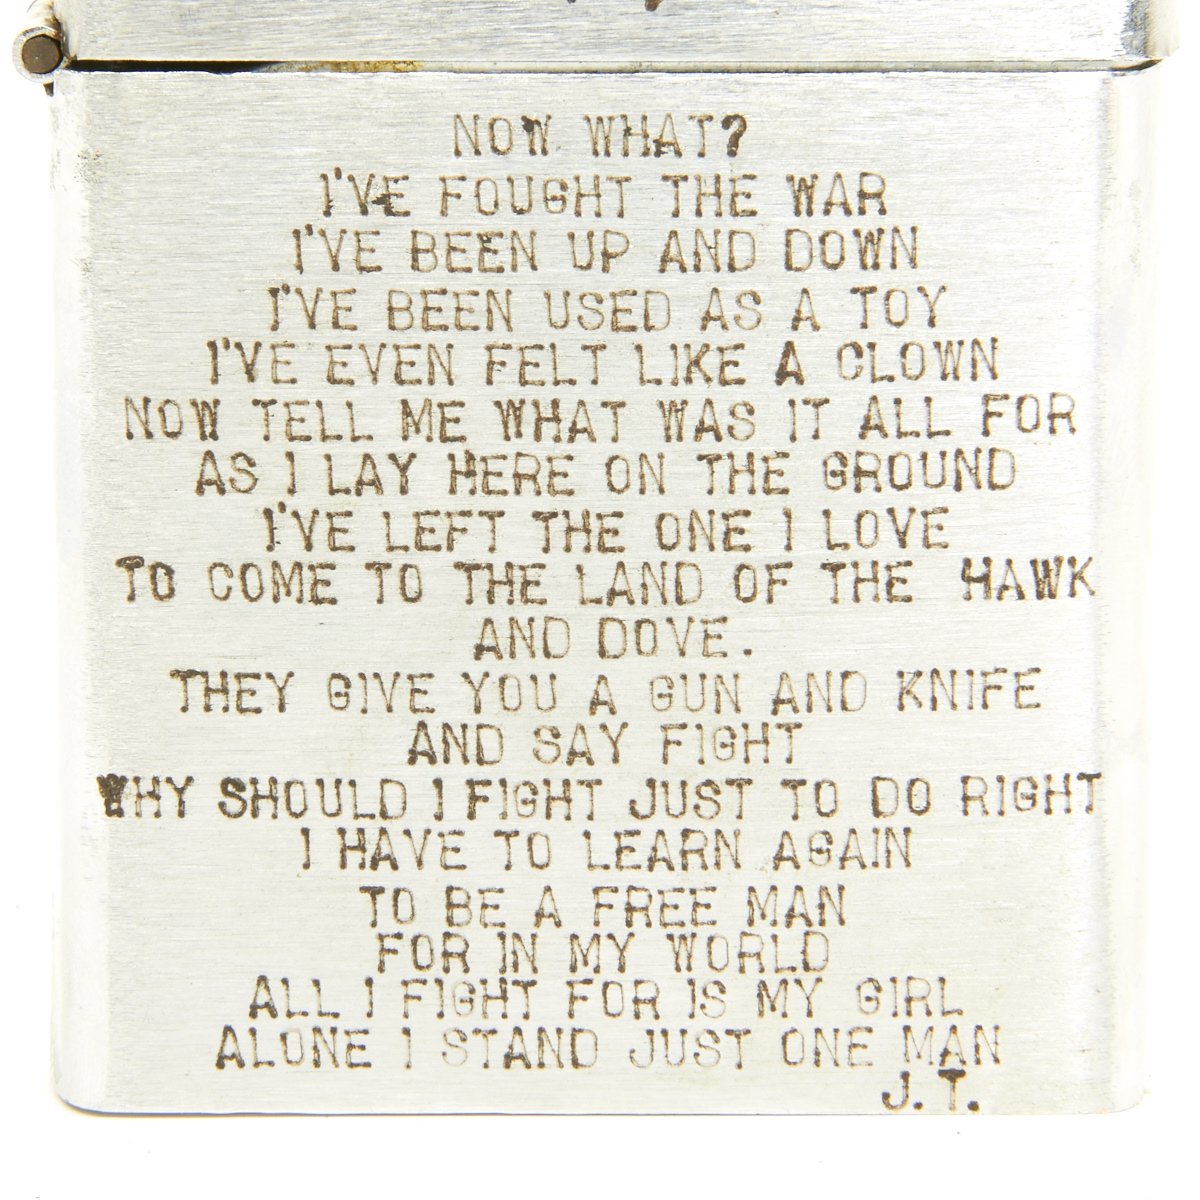 NOW WHAT?
I'VE FOUGHT THE WAR
I'VE BEEN UP AND DOWN
I'VE BEEN USED AS A TOY
I'VE EVEN FELT LIKE A CLOWN
NOW TELL ME WHAT WAS IT ALL FOR
AS I LAY HERE ON THE GROUND
I'VE LEFT THE ONE I LOVE
TO COME TO THE LAND OF THE HAWK
AND DOVE.
THEY GIVE YOU A GUN AND KNIFE
AND SAY FIGHT
WHY SHOULD I FIGHT JUST TO DO RIGHT
I HAVE TO LEARN AGAIN
TO BE A FREE MAN
FOR IN MY WORLD
ALL I FIGHT FOR IS MY GIRL
ALONE I STAND JUST ONE MAN
J.T.